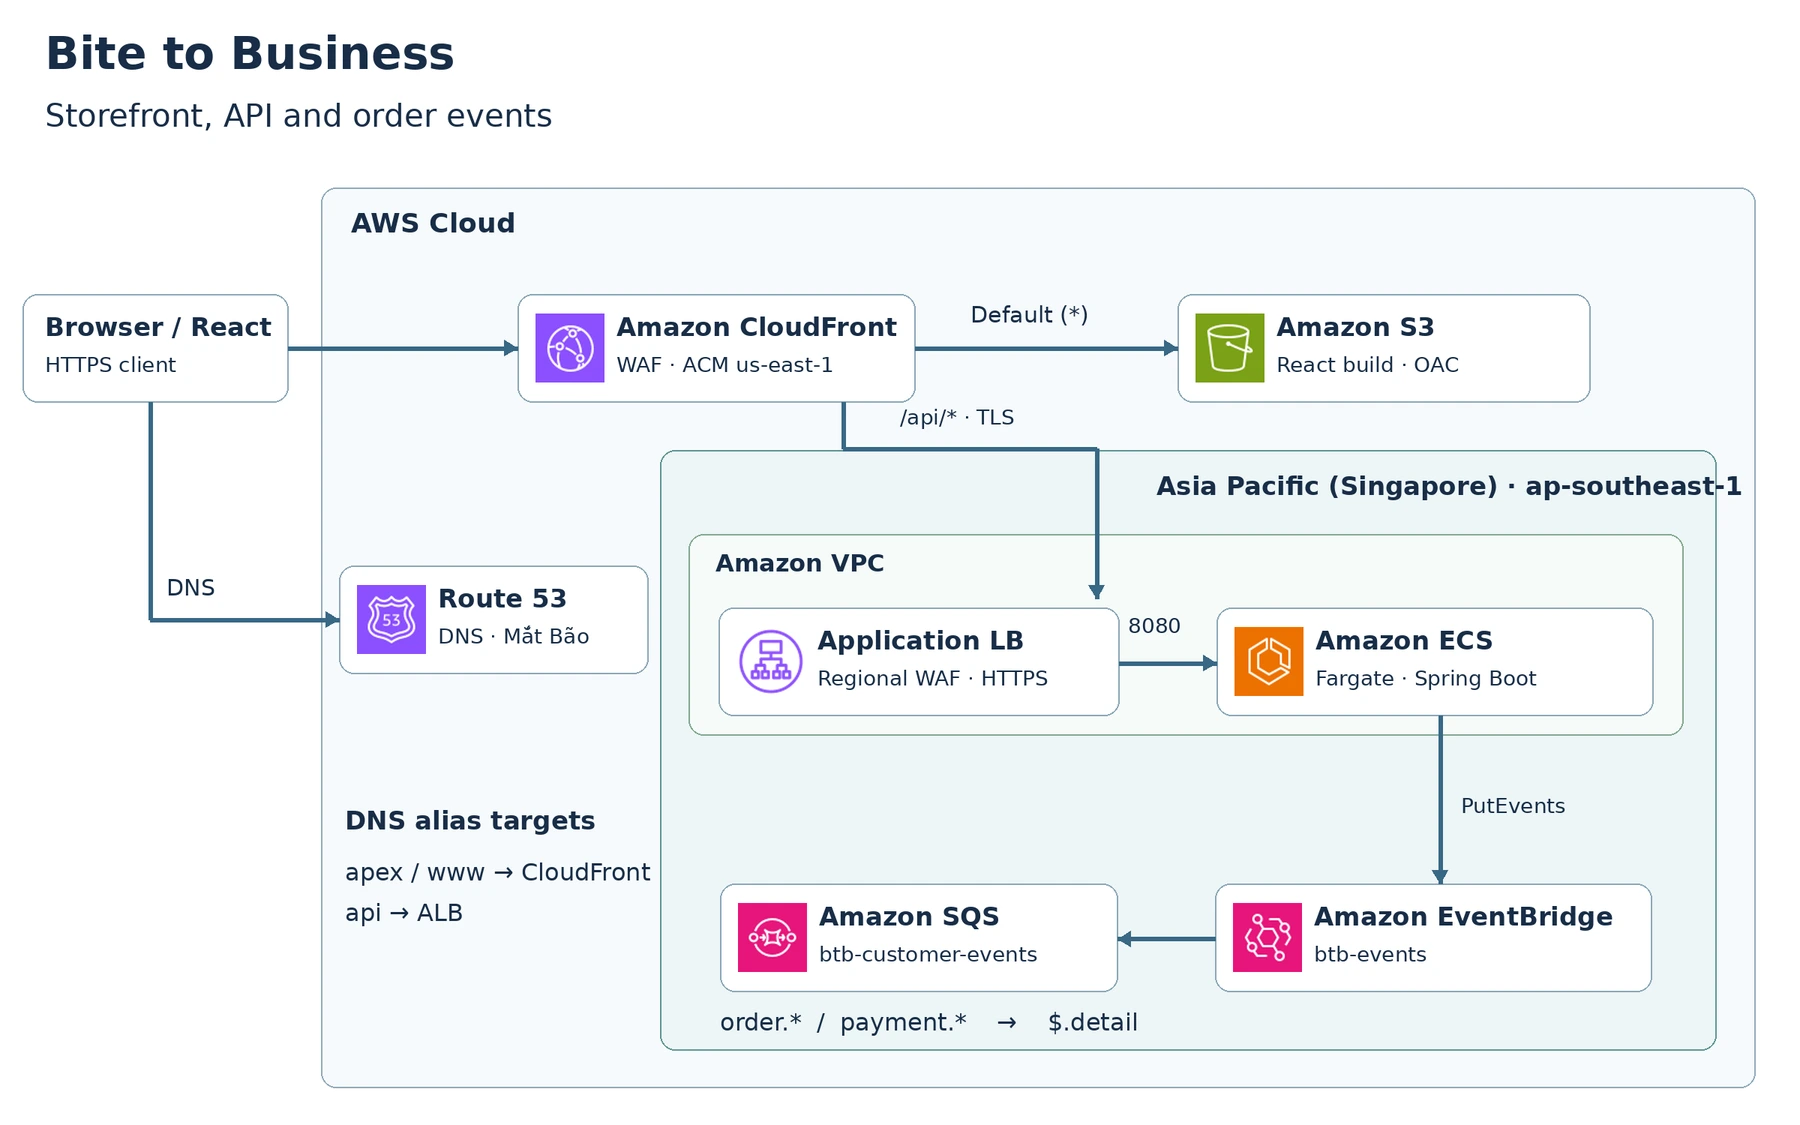 Bite to Business
Storefront, API and order events
AWS Cloud
Browser / React
HTTPS client
Amazon CloudFront
WAF · ACM us-east-1
Default (*)
Amazon S3
React build · OAC
/api/* · TLS
Asia Pacific (Singapore) · ap-southeast-1
Amazon VPC
DNS
53
Route 53
DNS · Mắt Bão
Application LB
Regional WAF · HTTPS
8080
Amazon ECS
Fargate · Spring Boot
PutEvents
DNS alias targets
apex / www → CloudFront
api → ALB
Amazon SQS
btb-customer-events
Amazon EventBridge
btb-events
order.* / payment.* → $.detail